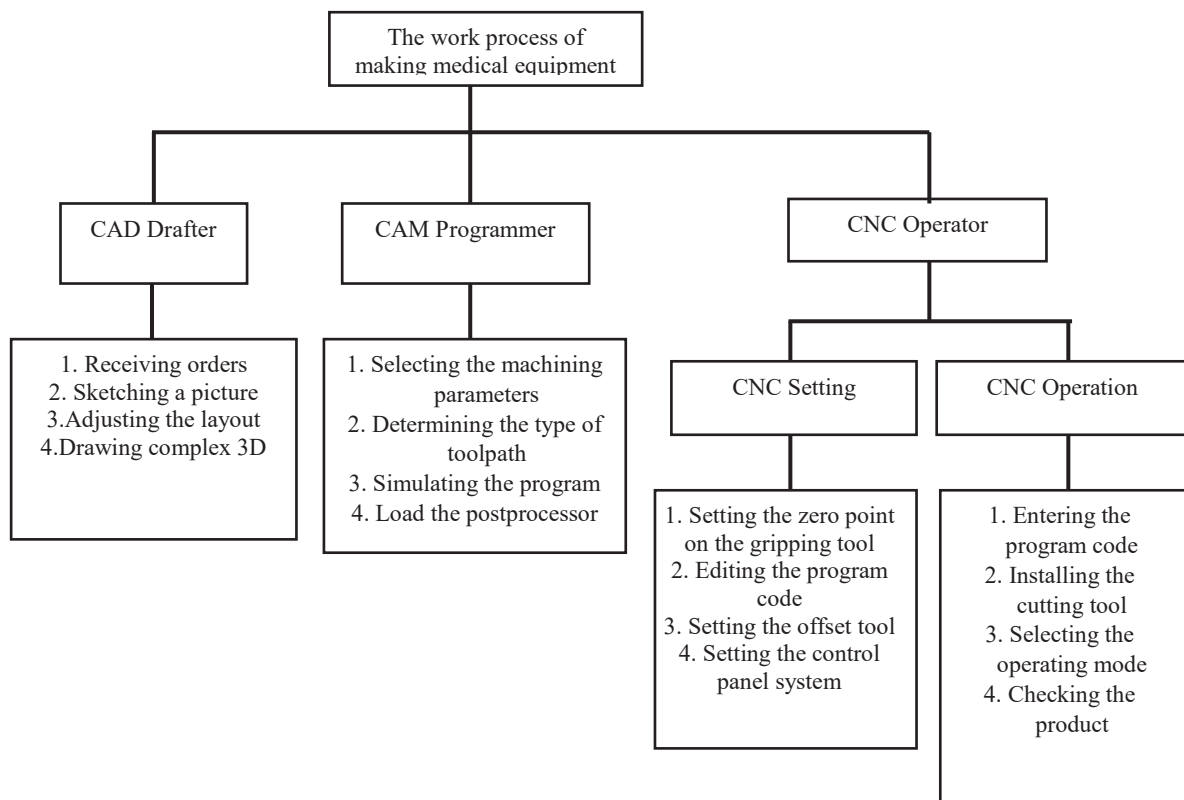 The work process of
making medical equipment
CAD Drafter
CAM Programmer
CNC Operator
1. Receiving orders
2. Sketching a picture
3.Adjusting the layout
4.Drawing complex 3D
1. Selecting the machining
parameters
2. Determining the type of
toolpath
3. Simulating the program
4. Load the postprocessor
CNC Setting
CNC Operation
1. Setting the zero point
on the gripping tool
2. Editing the program
code
3. Setting the offset tool
4. Setting the control
panel system
1. Entering the
program code
2. Installing the
cutting tool
3. Selecting the
operating mode
4. Checking the
product